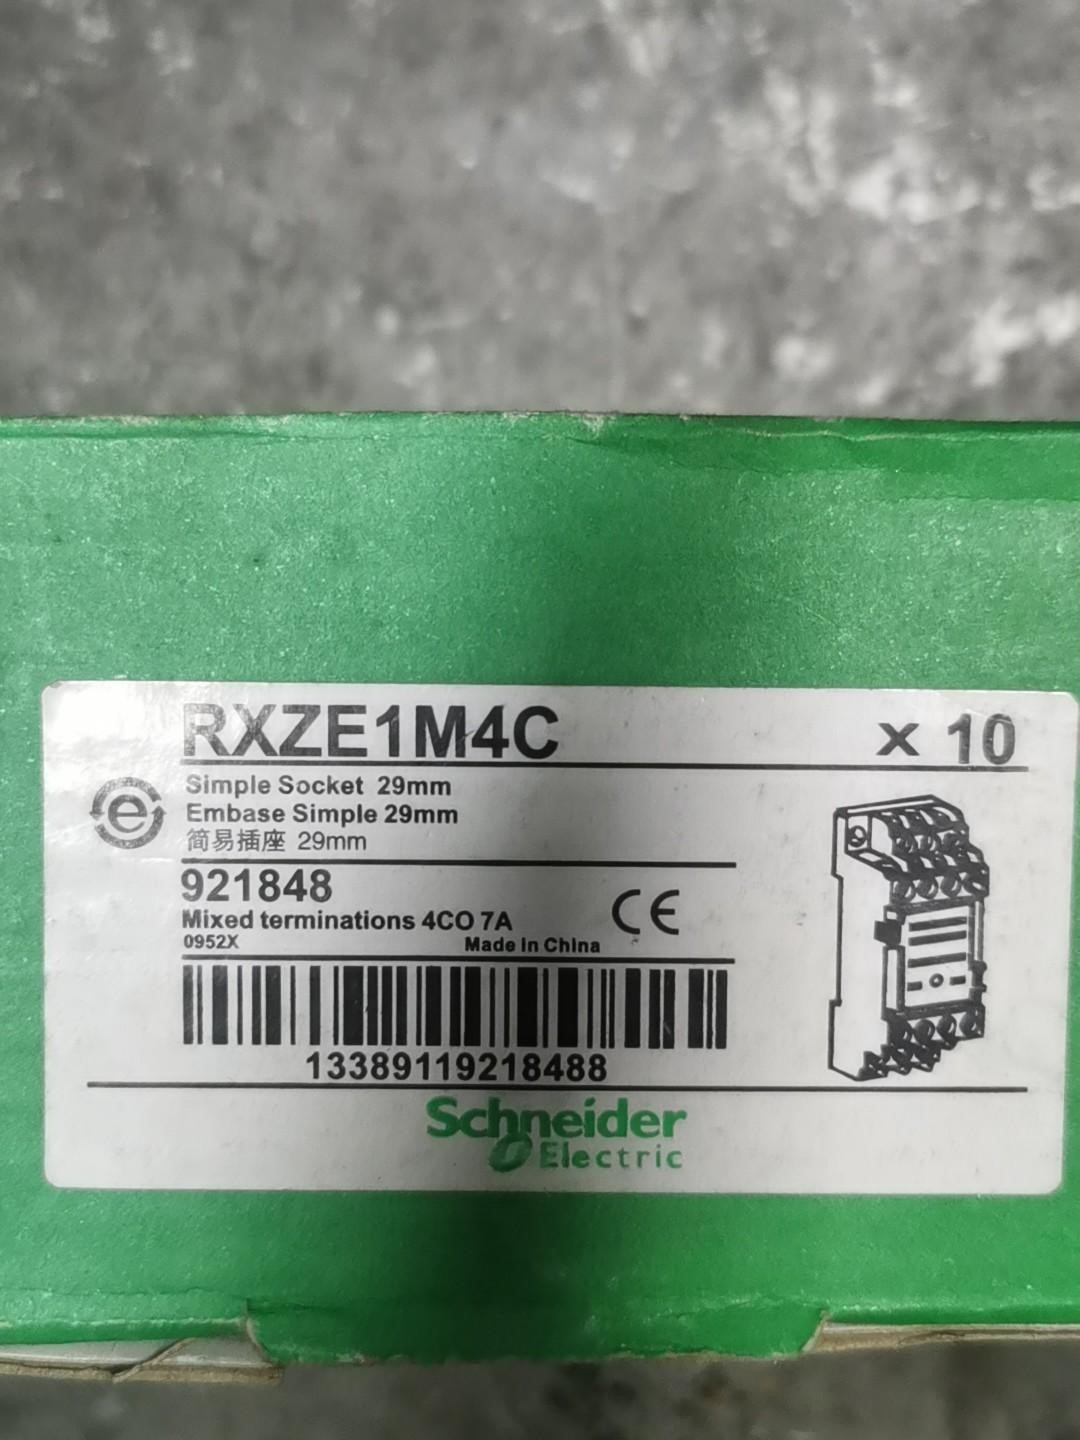 RXZE1M4C x 10
Simple Socket 29mm
Embase Simple 29mm
简易插座 29mm
921848
Mixed terminations 4CO 7A
0952X Made in China
13389119218488
Schneider
Electric